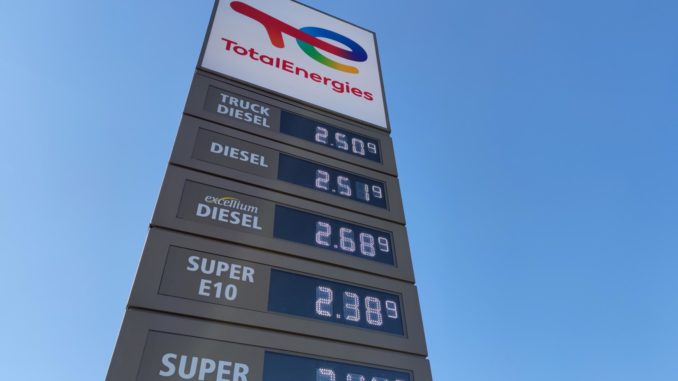 TotalEnergies
TRUCK
DIESEL
2.50⁹
DIESEL
2.51⁹
excellium
DIESEL
2.68⁹
SUPER
E10
2.38⁹
SUPER